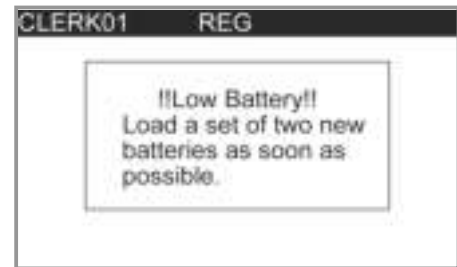 CLERK01 REG
!!Low Battery!!
Load a set of two new
batteries as soon as
possible.